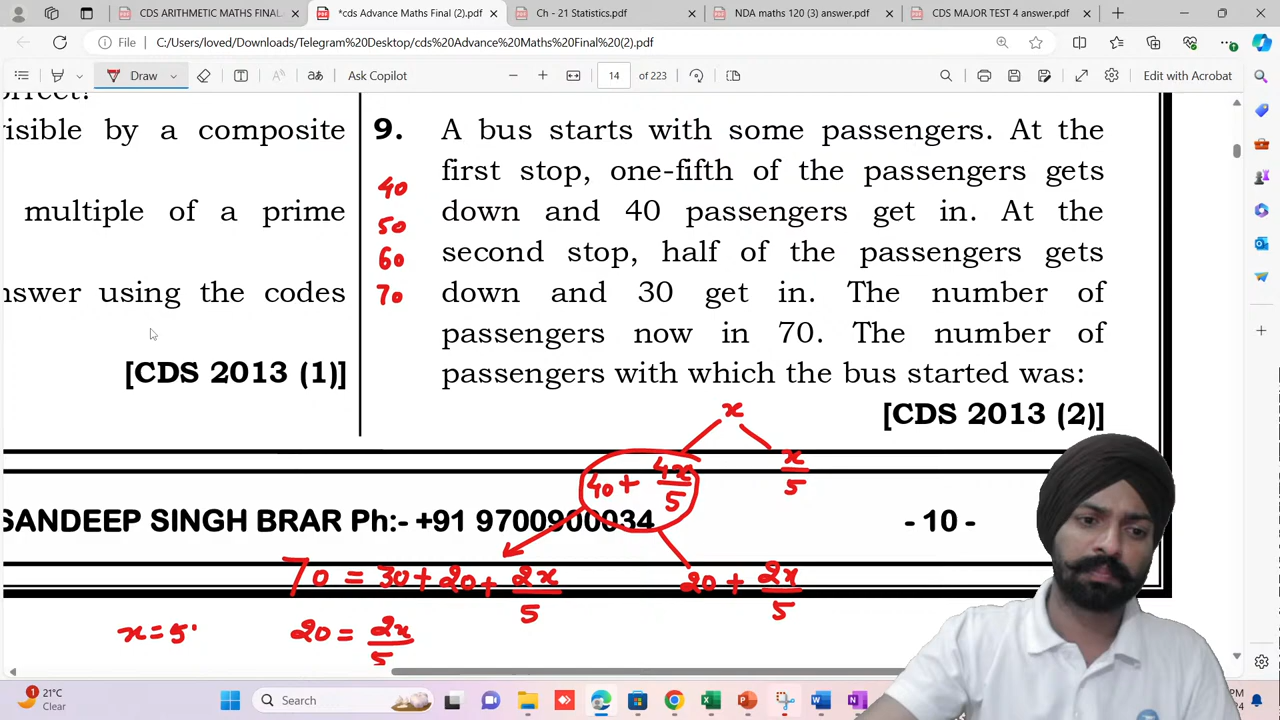 CDS ARITHMETIC MATHS FINAL
*cds Advance Maths Final (2).pdf
Ch - 21 Statistics.pdf
NDA maths 120 (3)answer.pdf
CDS MAJOR TEST 4 answer.pdf
File
C:/Users/loved/Downloads/Telegram%20Desktop/cds%20Advance%20Maths%20Final%20(2).pdf
Draw
Ask Copilot
14 of 223
Edit with Acrobat
orrect?
isible by a composite
multiple of a prime
nswer using the codes
[CDS 2013 (1)]
9. A bus starts with some passengers. At the
first stop, one-fifth of the passengers gets
down and 40 passengers get in. At the
second stop, half of the passengers gets
down and 30 get in. The number of
passengers now in 70. The number of
passengers with which the bus started was:
[CDS 2013 (2)]
40
50
60
70
x
40 + 4x/5
x/5
SANDEEP SINGH BRAR Ph:- +91 9700900034
- 10 -
70 = 30 + 20 + 2x/5
20 + 2x/5
x = 5
20 = 2x/5
1
21°C
Clear
Search